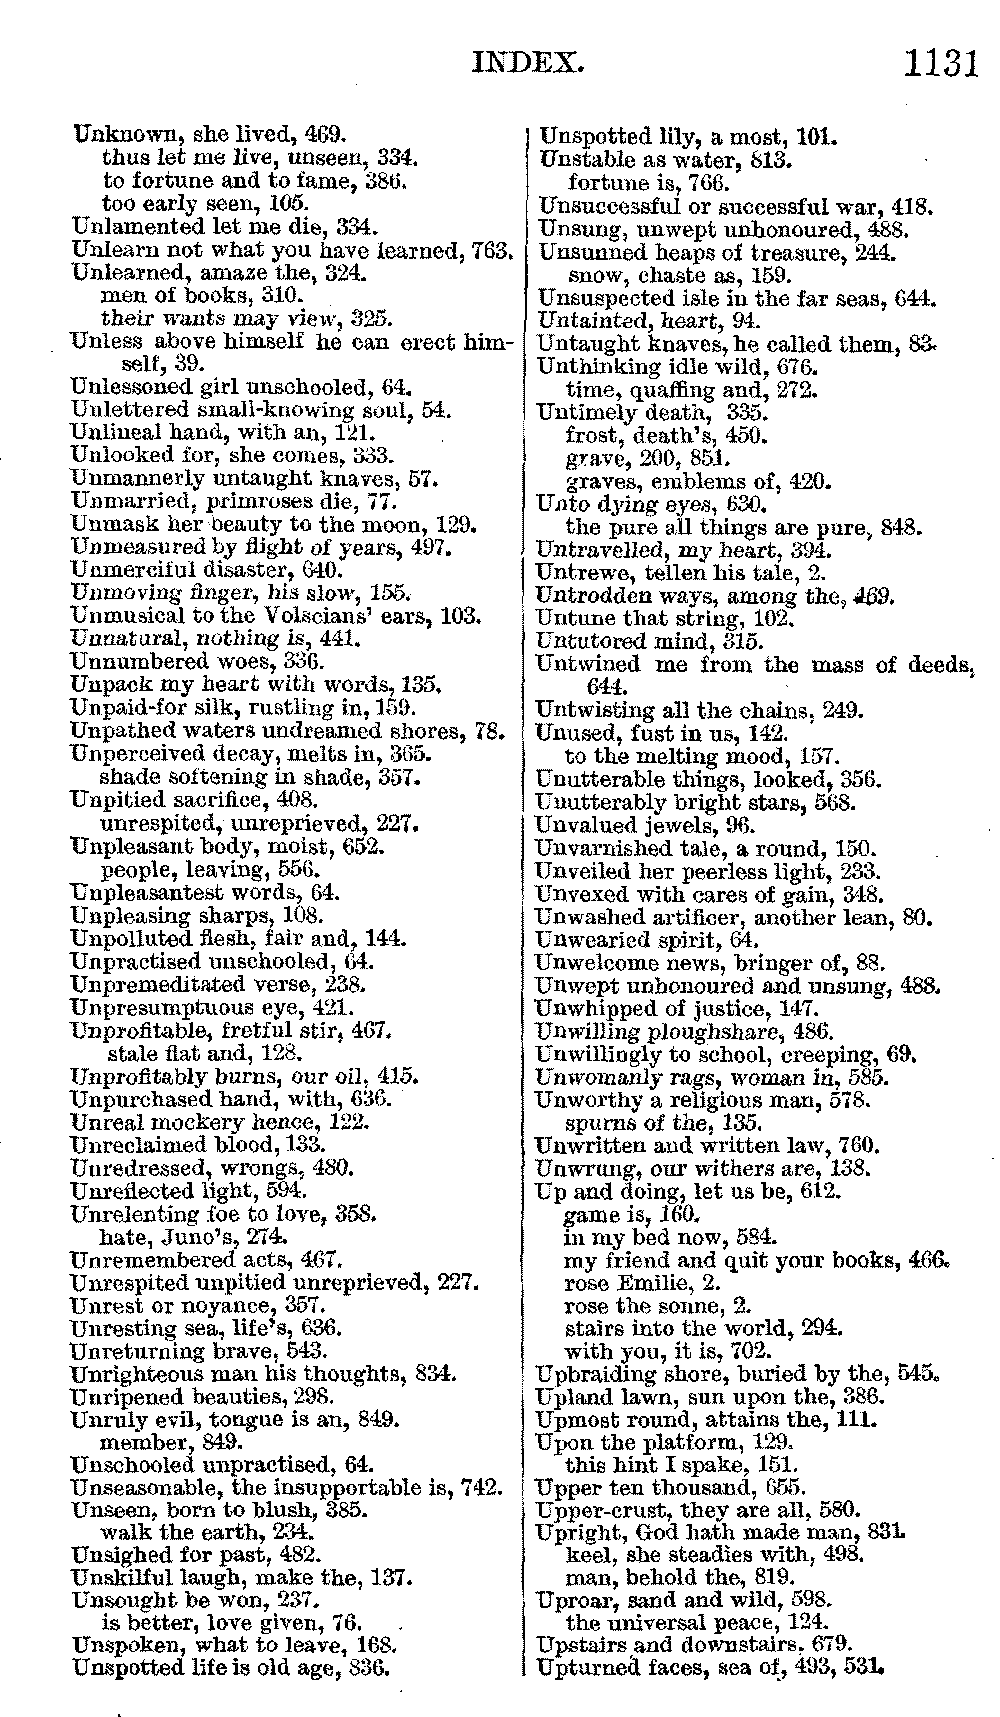 INDEX.
1131
Unknown, she lived, 469.
thus let me live, unseen, 334.
to fortune and to fame, 386.
too early seen, 105.
Unlamented let me die, 334.
Unlearn not what you have learned, 763.
Unlearned, amaze the, 324.
men of books, 310.
their wants may view, 325.
Unless above himself he can erect him-
self, 39.
Unlessoned girl unschooled, 64.
Unlettered small-knowing soul, 54.
Unlineal hand, with an, 121.
Unlooked for, she comes, 333.
Unmannerly untaught knaves, 57.
Unmarried, primroses die, 77.
Unmask her beauty to the moon, 129.
Unmeasured by flight of years, 497.
Unmerciful disaster, 640.
Unmoving finger, his slow, 155.
Unmusical to the Volscians' ears, 103.
Unnatural, nothing is, 441.
Unnumbered woes, 336.
Unpack my heart with words, 135.
Unpaid-for silk, rustling in, 159.
Unpathed waters undreamed shores, 78.
Unperceived decay, melts in, 365.
shade softening in shade, 357.
Unpitied sacrifice, 408.
unrespited, unreprieved, 227.
Unpleasant body, moist, 652.
people, leaving, 556.
Unpleasantest words, 64.
Unpleasing sharps, 108.
Unpolluted flesh, fair and, 144.
Unpractised unschooled, 64.
Unpremeditated verse, 238.
Unpresumptuous eye, 421.
Unprofitable, fretful stir, 467.
stale flat and, 128.
Unprofitably burns, our oil, 415.
Unpurchased hand, with, 636.
Unreal mockery hence, 122.
Unreclaimed blood, 133.
Unredressed, wrongs, 480.
Unreflected light, 594.
Unrelenting foe to love, 358.
hate, Juno's, 274.
Unremembered acts, 467.
Unrespited unpitied unreprieved, 227.
Unrest or noyance, 357.
Unresting sea, life's, 636.
Unreturning brave, 543.
Unrighteous man his thoughts, 834.
Unripened beauties, 298.
Unruly evil, tongue is an, 849.
member, 849.
Unschooled unpractised, 64.
Unseasonable, the insupportable is, 742.
Unseen, born to blush, 385.
walk the earth, 234.
Unsighed for past, 482.
Unskilful laugh, make the, 137.
Unsought be won, 237.
is better, love given, 76.
Unspoken, what to leave, 168.
Unspotted life is old age, 836.
Unspotted lily, a most, 101.
Unstable as water, 813.
fortune is, 766.
Unsuccessful or successful war, 418.
Unsung, unwept unhonoured, 488.
Unsunned heaps of treasure, 244.
snow, chaste as, 159.
Unsuspected isle in the far seas, 644.
Untainted, heart, 94.
Untaught knaves, he called them, 83.
Unthinking idle wild, 676.
time, quaffing and, 272.
Untimely death, 335.
frost, death's, 450.
grave, 200, 851.
graves, emblems of, 420.
Unto dying eyes, 630.
the pure all things are pure, 848.
Untravelled, my heart, 394.
Untrewe, tellen his tale, 2.
Untrodden ways, among the, 469.
Untune that string, 102.
Untutored mind, 315.
Untwined me from the mass of deeds,
644.
Untwisting all the chains, 249.
Unused, fust in us, 142.
to the melting mood, 157.
Unutterable things, looked, 356.
Unutterably bright stars, 568.
Unvalued jewels, 96.
Unvarnished tale, a round, 150.
Unveiled her peerless light, 233.
Unvexed with cares of gain, 348.
Unwashed artificer, another lean, 80.
Unwearied spirit, 64.
Unwelcome news, bringer of, 88.
Unwept unhonoured and unsung, 488.
Unwhipped of justice, 147.
Unwilling ploughshare, 486.
Unwillingly to school, creeping, 69.
Unwomanly rags, woman in, 585.
Unworthy a religious man, 578.
spurns of the, 135.
Unwritten and written law, 760.
Unwrung, our withers are, 138.
Up and doing, let us be, 612.
game is, 160.
in my bed now, 584.
my friend and quit your books, 466.
rose Emilie, 2.
rose the sonne, 2.
stairs into the world, 294.
with you, it is, 702.
Upbraiding shore, buried by the, 545.
Upland lawn, sun upon the, 386.
Upmost round, attains the, 111.
Upon the platform, 129.
this hint I spake, 151.
Upper ten thousand, 655.
Upper-crust, they are all, 580.
Upright, God hath made man, 831.
keel, she steadies with, 498.
man, behold the, 819.
Uproar, sand and wild, 598.
the universal peace, 124.
Upstairs and downstairs, 679.
Upturned faces, sea of, 493, 531.